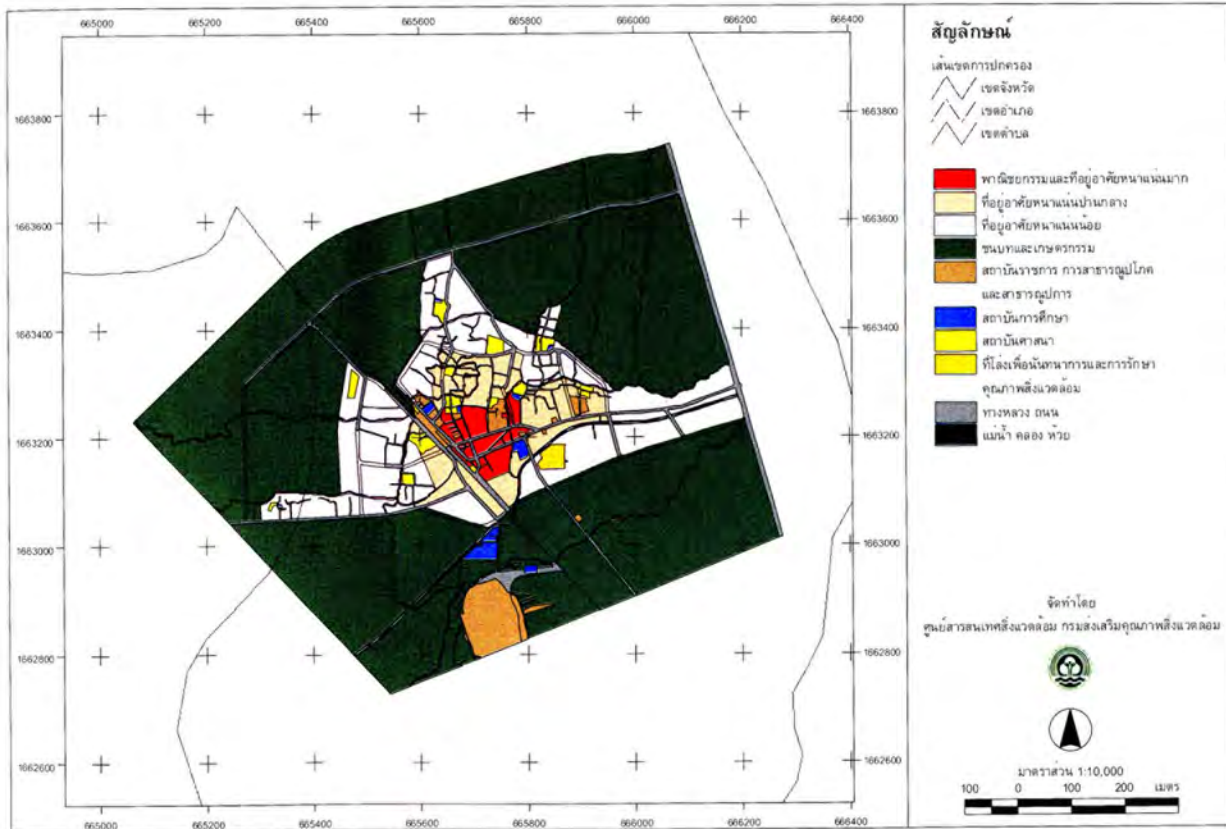 665000 665200 665400 665600 665800 666000 666200 666400
1663800 1663800
1663600 1663600
1663400 1663400
1663200 1663200
1663000 1663000
1662800 1662800
1662600 1662600
665000 665200 665400 665600 665800 666000 666200 666400
สัญลักษณ์
เส้นเขตการปกครอง
เขตจังหวัด
เขตอำเภอ
เขตตำบล
พาณิชยกรรมและที่อยู่อาศัยหนาแน่นมาก
ที่อยู่อาศัยหนาแน่นปานกลาง
ที่อยู่อาศัยหนาแน่นน้อย
ชนบทและเกษตรกรรม
สถาบันราชการ การสาธารณูปโภค
และสาธารณูปการ
สถาบันการศึกษา
สถาบันศาสนา
ที่โล่งเพื่อนันทนาการและการรักษา
คุณภาพสิ่งแวดล้อม
ทางหลวง ถนน
แม่น้ำ คลอง ห้วย
จัดทำโดย
ศูนย์สารสนเทศสิ่งแวดล้อม กรมส่งเสริมคุณภาพสิ่งแวดล้อม
มาตราส่วน 1:10,000
100 0 100 200 เมตร